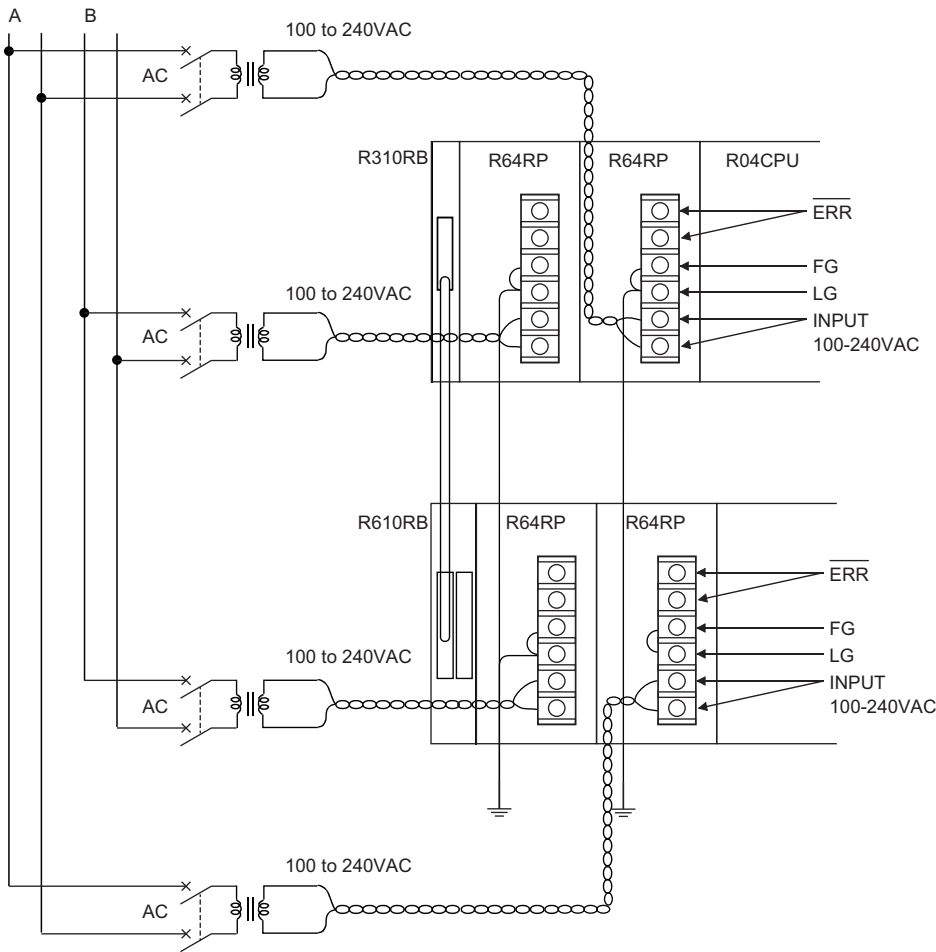 A B
100 to 240VAC
AC
R310RB R64RP R64RP R04CPU
ERR
FG
LG
INPUT
100-240VAC
100 to 240VAC
AC
R610RB R64RP R64RP
ERR
FG
LG
INPUT
100-240VAC
100 to 240VAC
AC
100 to 240VAC
AC